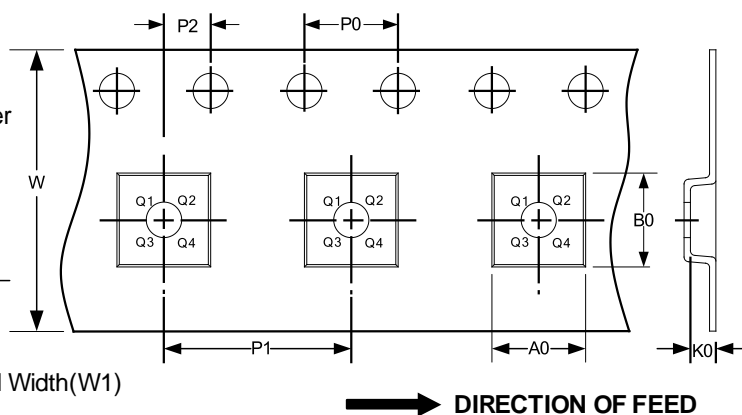 P2
P0
er
W
Q1 Q2
Q3 Q4
Q1 Q2
Q3 Q4
Q1 Q2
Q3 Q4
B0
P1
A0
K0
l Width(W1)
DIRECTION OF FEED